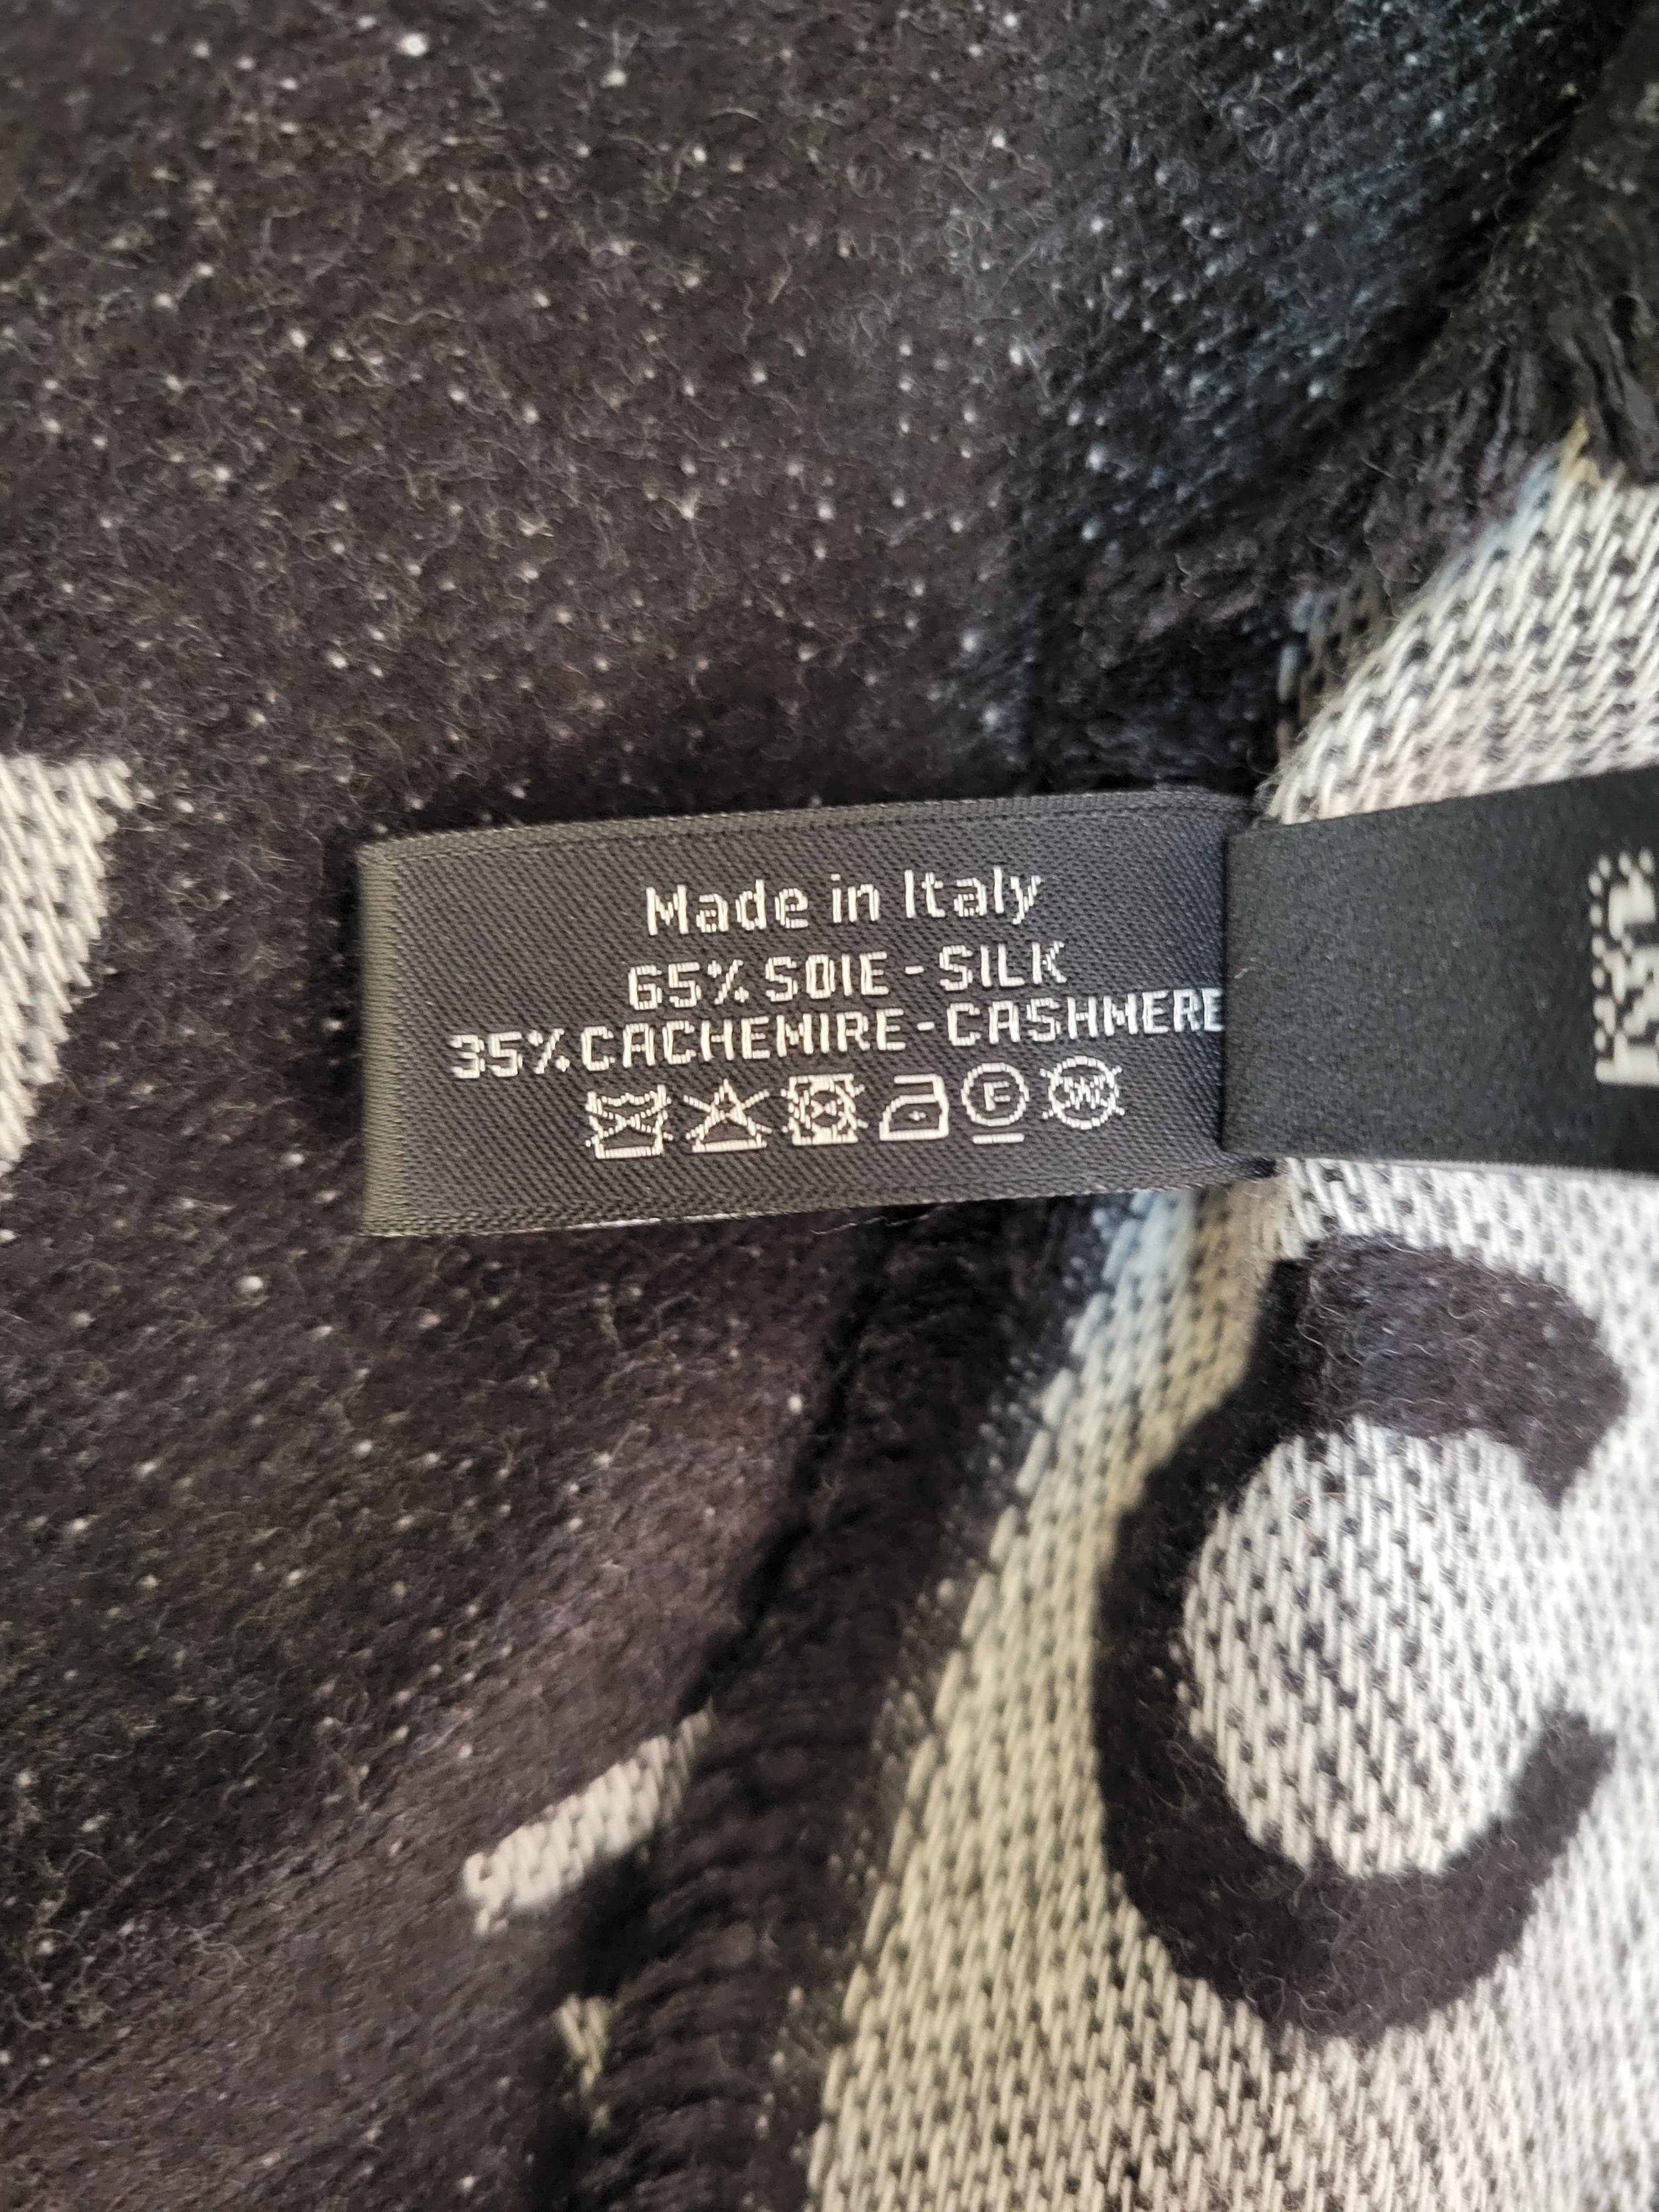 Made in Italy
65% SOIE - SILK
35% CACHEMIRE - CASHMERE
F W